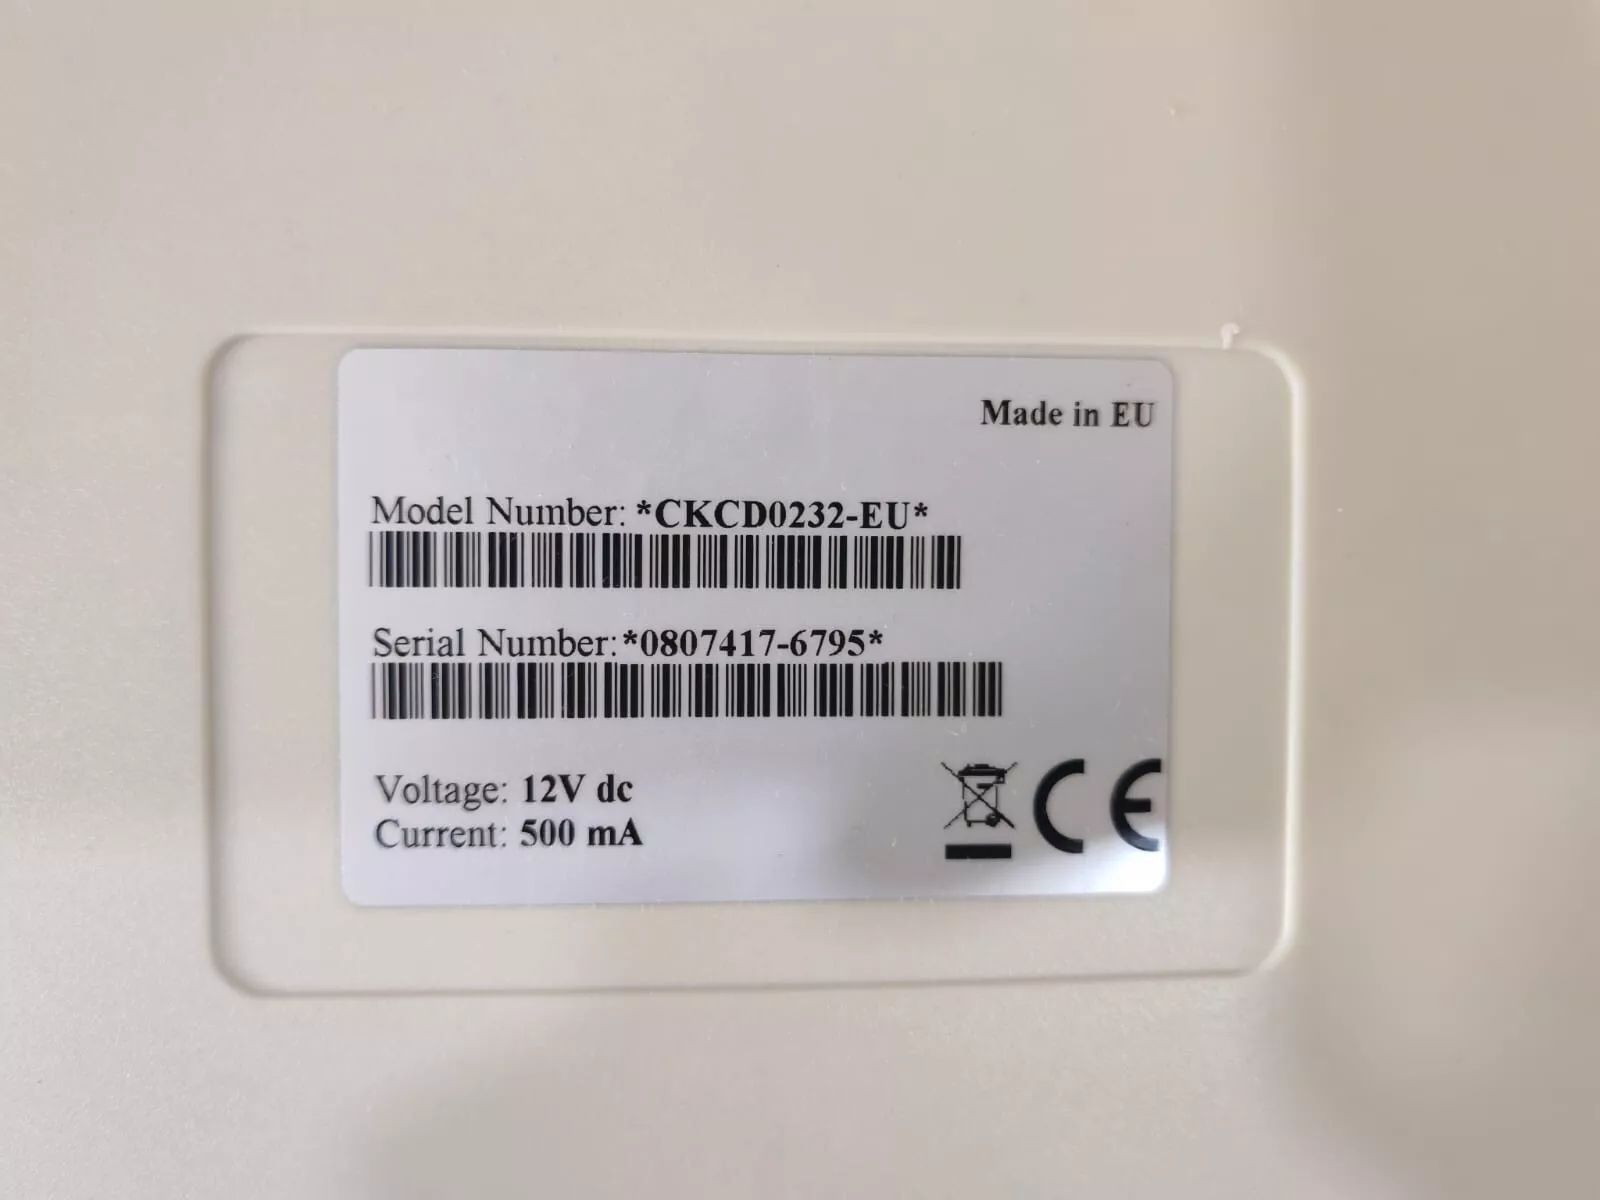 Made in EU
Model Number: *CKCD0232-EU*
Serial Number:*0807417-6795*
Voltage: 12V dc
Current: 500 mA
CE